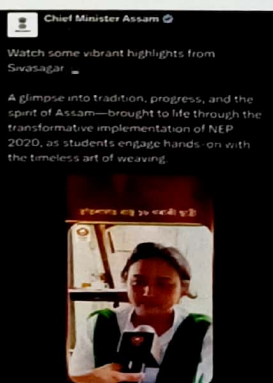 Chief Minister Assam
Watch some vibrant highlights from
Sivasagar
A glimpse into tradition, progress, and the
spirit of Assam—brought to life through the
transformative implementation of NEP
2020, as students engage hands-on with
the timeless art of weaving.